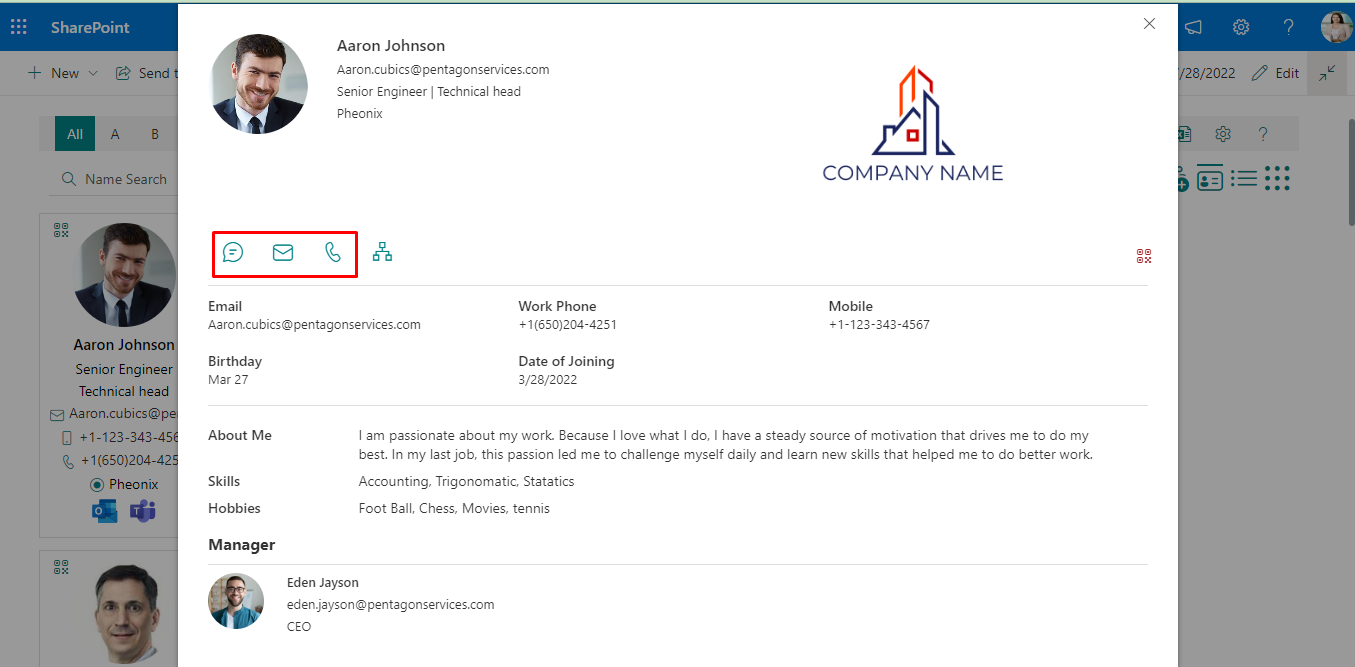 SharePoint
New
Send t
/28/2022
Edit
All
A
B
Name Search
Aaron Johnson
Senior Engineer
Technical head
Aaron.cubics@pe
+1-123-343-456
+1(650)204-425
Pheonix
Aaron Johnson
Aaron.cubics@pentagonservices.com
Senior Engineer | Technical head
Pheonix
COMPANY NAME
Email
Aaron.cubics@pentagonservices.com
Work Phone
+1(650)204-4251
Mobile
+1-123-343-4567
Birthday
Mar 27
Date of Joining
3/28/2022
About Me
I am passionate about my work. Because I love what I do, I have a steady source of motivation that drives me to do my
best. In my last job, this passion led me to challenge myself daily and learn new skills that helped me to do better work.
Skills
Accounting, Trigonomatic, Statatics
Hobbies
Foot Ball, Chess, Movies, tennis
Manager
Eden Jayson
eden.jayson@pentagonservices.com
CEO